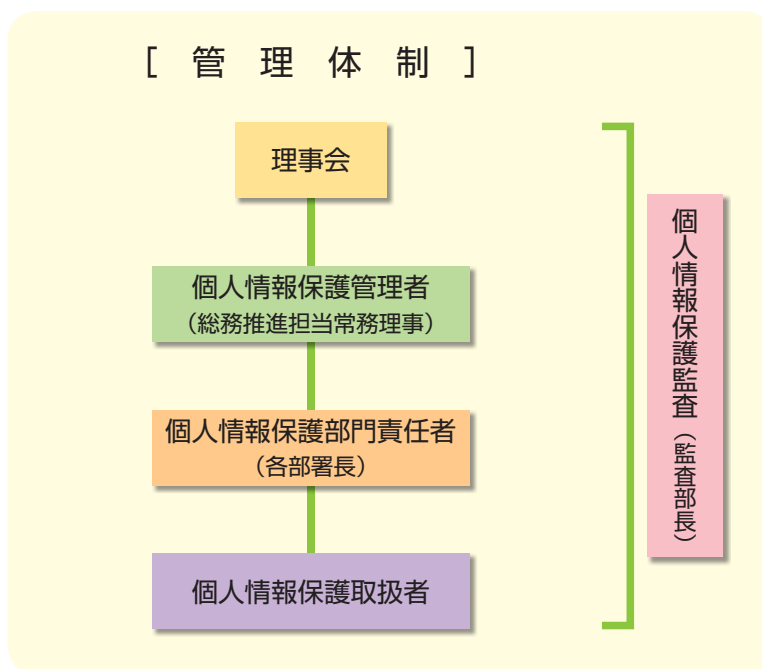 ［管理体制］
理事会
個人情報保護管理者
（総務推進担当常務理事）
個人情報保護部門責任者
（各部署長）
個人情報保護取扱者
個人情報保護監査（監査部長）